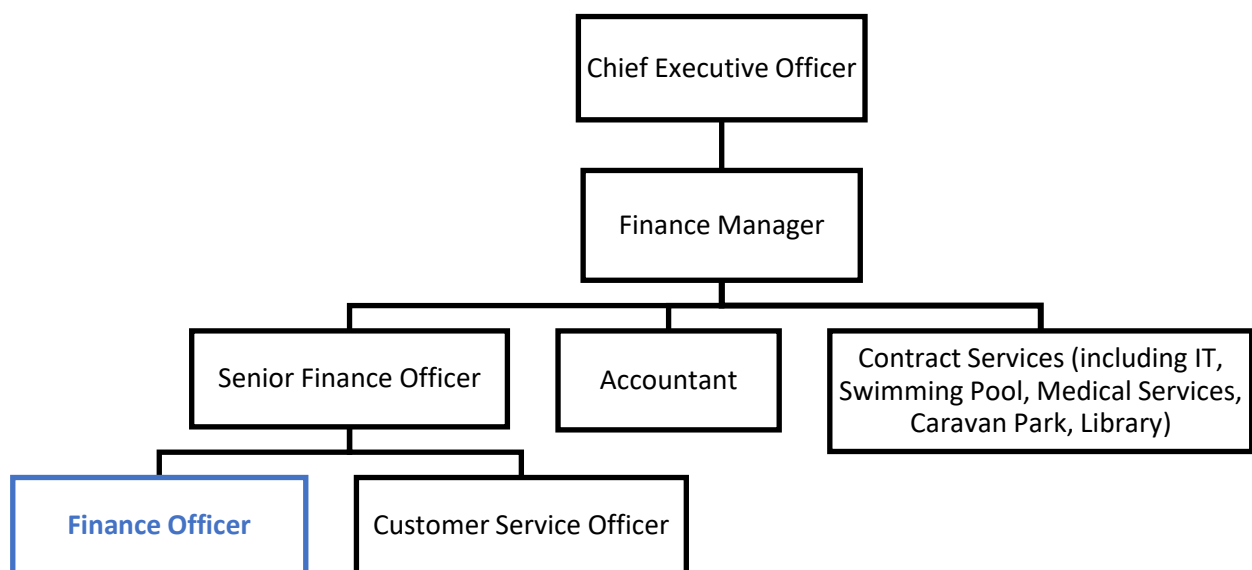 Chief Executive Officer
Finance Manager
Senior Finance Officer
Accountant
Contract Services (including IT,
Swimming Pool, Medical Services,
Caravan Park, Library)
Finance Officer
Customer Service Officer